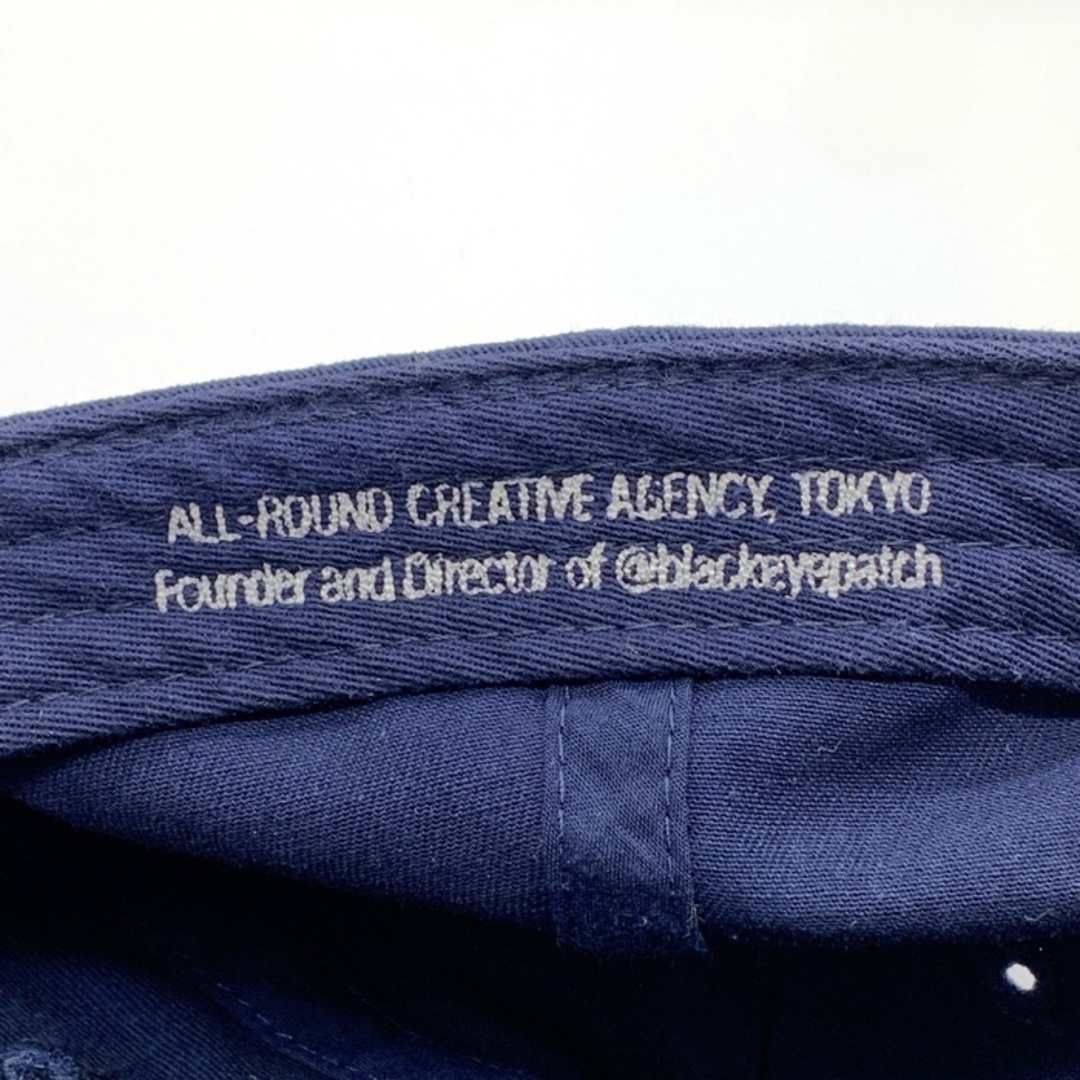 ALL-ROUND CREATIVE AGENCY, TOKYO
Founder and Director of @blackeyepatch